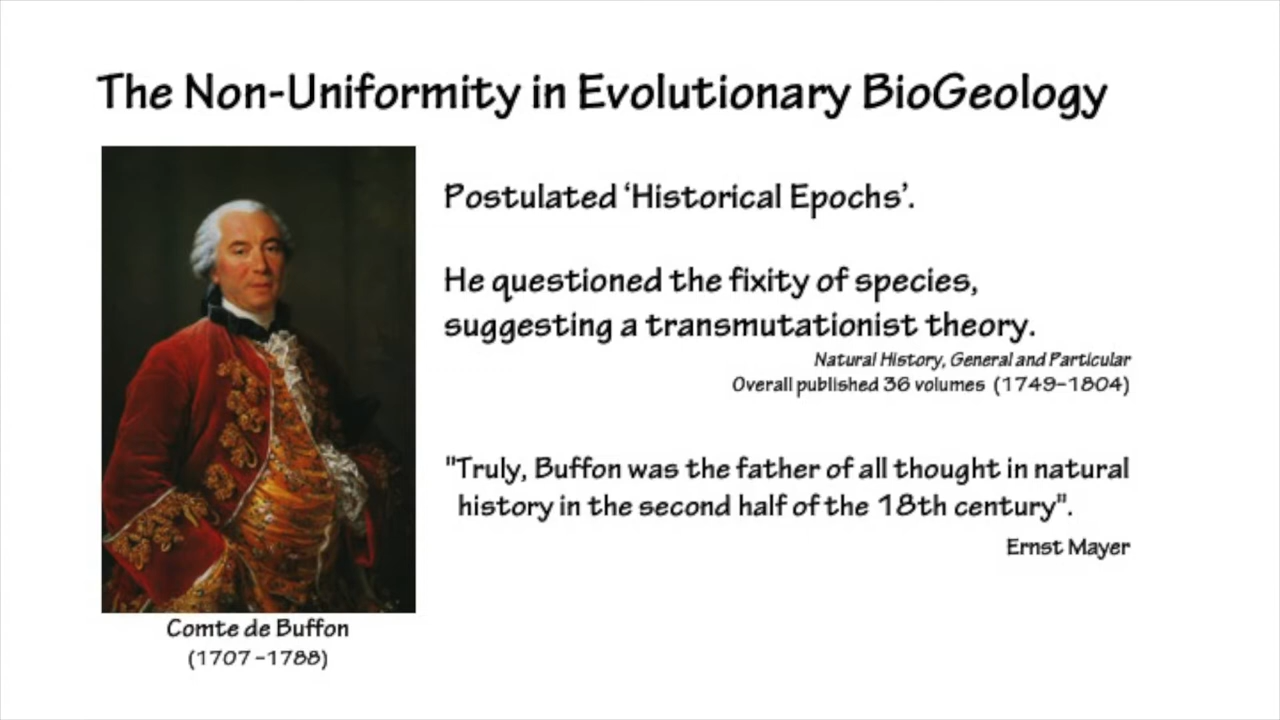 The Non-Uniformity in Evolutionary BioGeology
Postulated ‘Historical Epochs’.
He questioned the fixity of species,
suggesting a transmutationist theory.
Natural History, General and Particular
Overall published 36 volumes (1749–1804)
"Truly, Buffon was the father of all thought in natural
history in the second half of the 18th century".
Ernst Mayer
Comte de Buffon
(1707–1788)